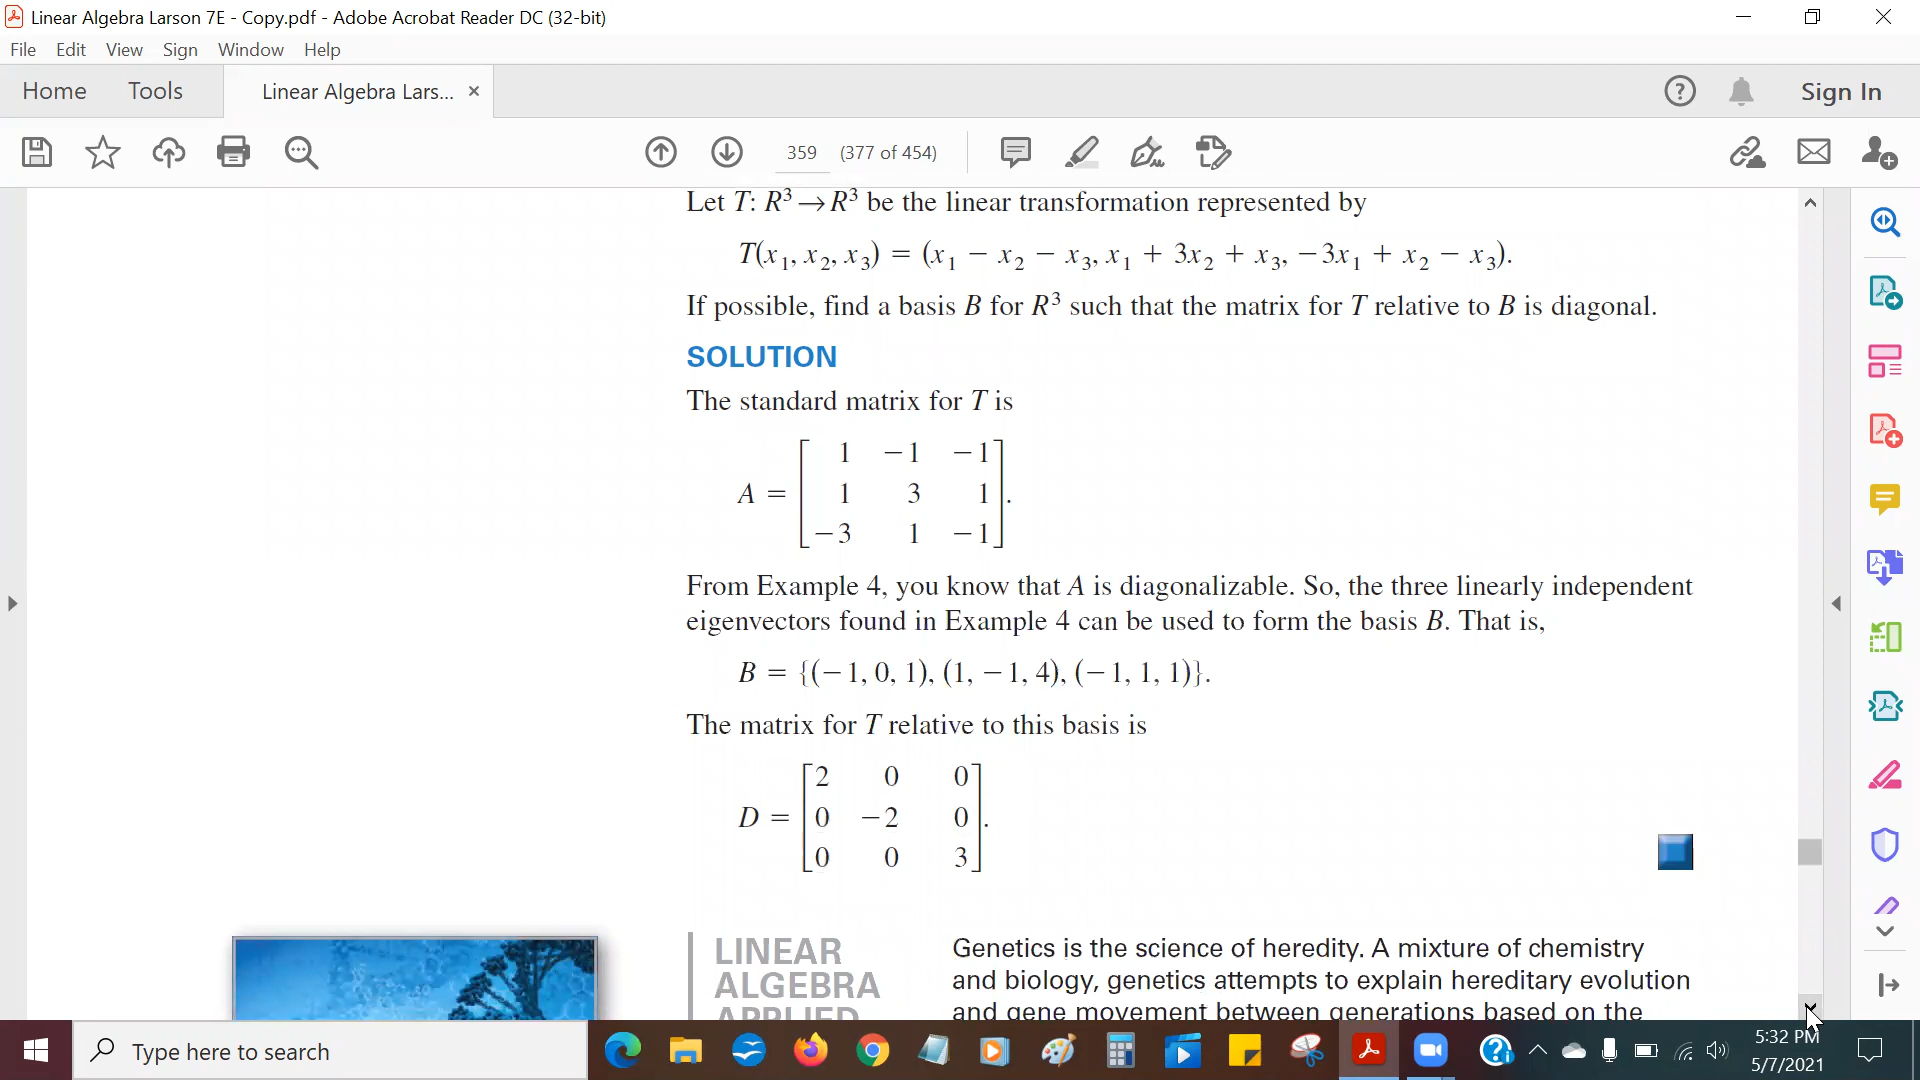 Linear Algebra Larson 7E - Copy.pdf - Adobe Acrobat Reader DC (32-bit)
File Edit View Sign Window Help
Home Tools Linear Algebra Lars... × Sign In
359 (377 of 454)
Let T: R³ → R³ be the linear transformation represented by
T(x₁, x₂, x₃) = (x₁ − x₂ − x₃, x₁ + 3x₂ + x₃, −3x₁ + x₂ − x₃).
If possible, find a basis B for R³ such that the matrix for T relative to B is diagonal.
SOLUTION
The standard matrix for T is
1 −1 −1
A = 1 3 1 .
−3 1 −1
From Example 4, you know that A is diagonalizable. So, the three linearly independent
eigenvectors found in Example 4 can be used to form the basis B. That is,
B = {(−1, 0, 1), (1, −1, 4), (−1, 1, 1)}.
The matrix for T relative to this basis is
2 0 0
D = 0 −2 0 .
0 0 3
LINEAR
ALGEBRA
APPLIED
Genetics is the science of heredity. A mixture of chemistry
and biology, genetics attempts to explain hereditary evolution
and gene movement between generations based on the
Type here to search
5:32 PM
5/7/2021